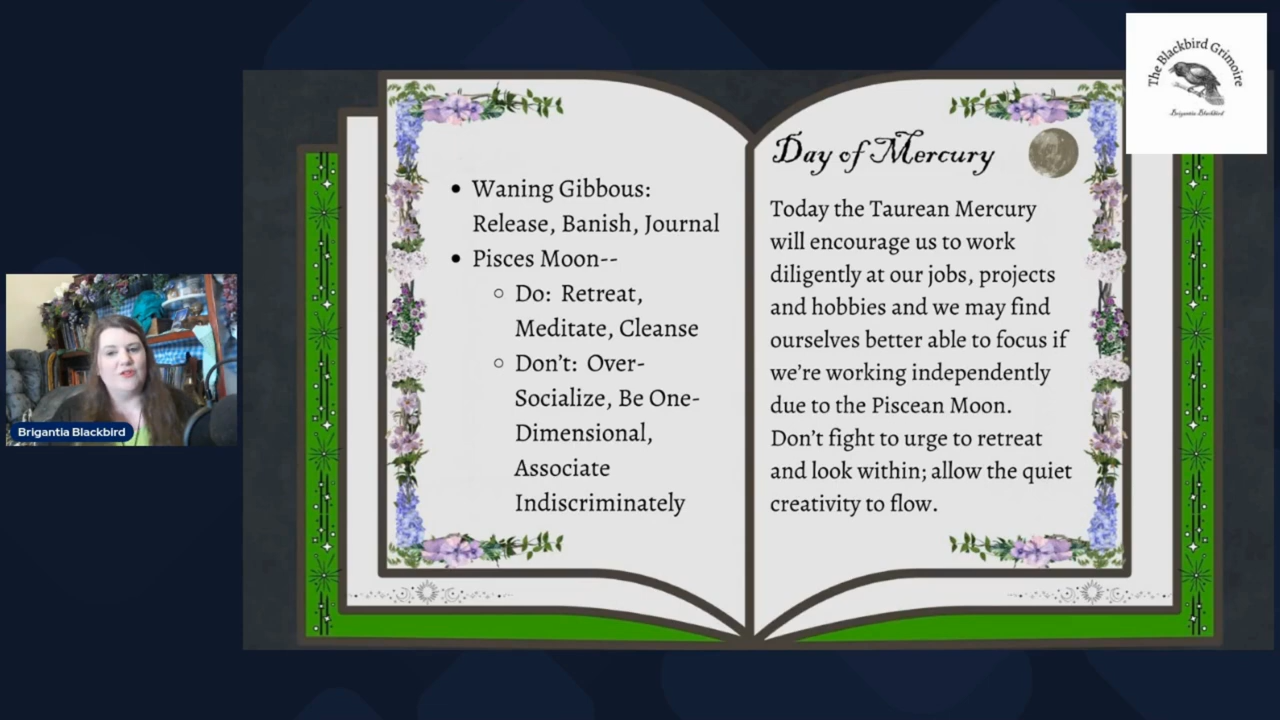 The Blackbird Grimoire
Brigantia Blackbird
Waning Gibbous:
Release, Banish, Journal
Pisces Moon--
Do: Retreat,
Meditate, Cleanse
Don't: Over-
Socialize, Be One-
Dimensional,
Associate
Indiscriminately
Day of Mercury
Today the Taurean Mercury
will encourage us to work
diligently at our jobs, projects
and hobbies and we may find
ourselves better able to focus if
we're working independently
due to the Piscean Moon.
Don't fight to urge to retreat
and look within; allow the quiet
creativity to flow.
Brigantia Blackbird